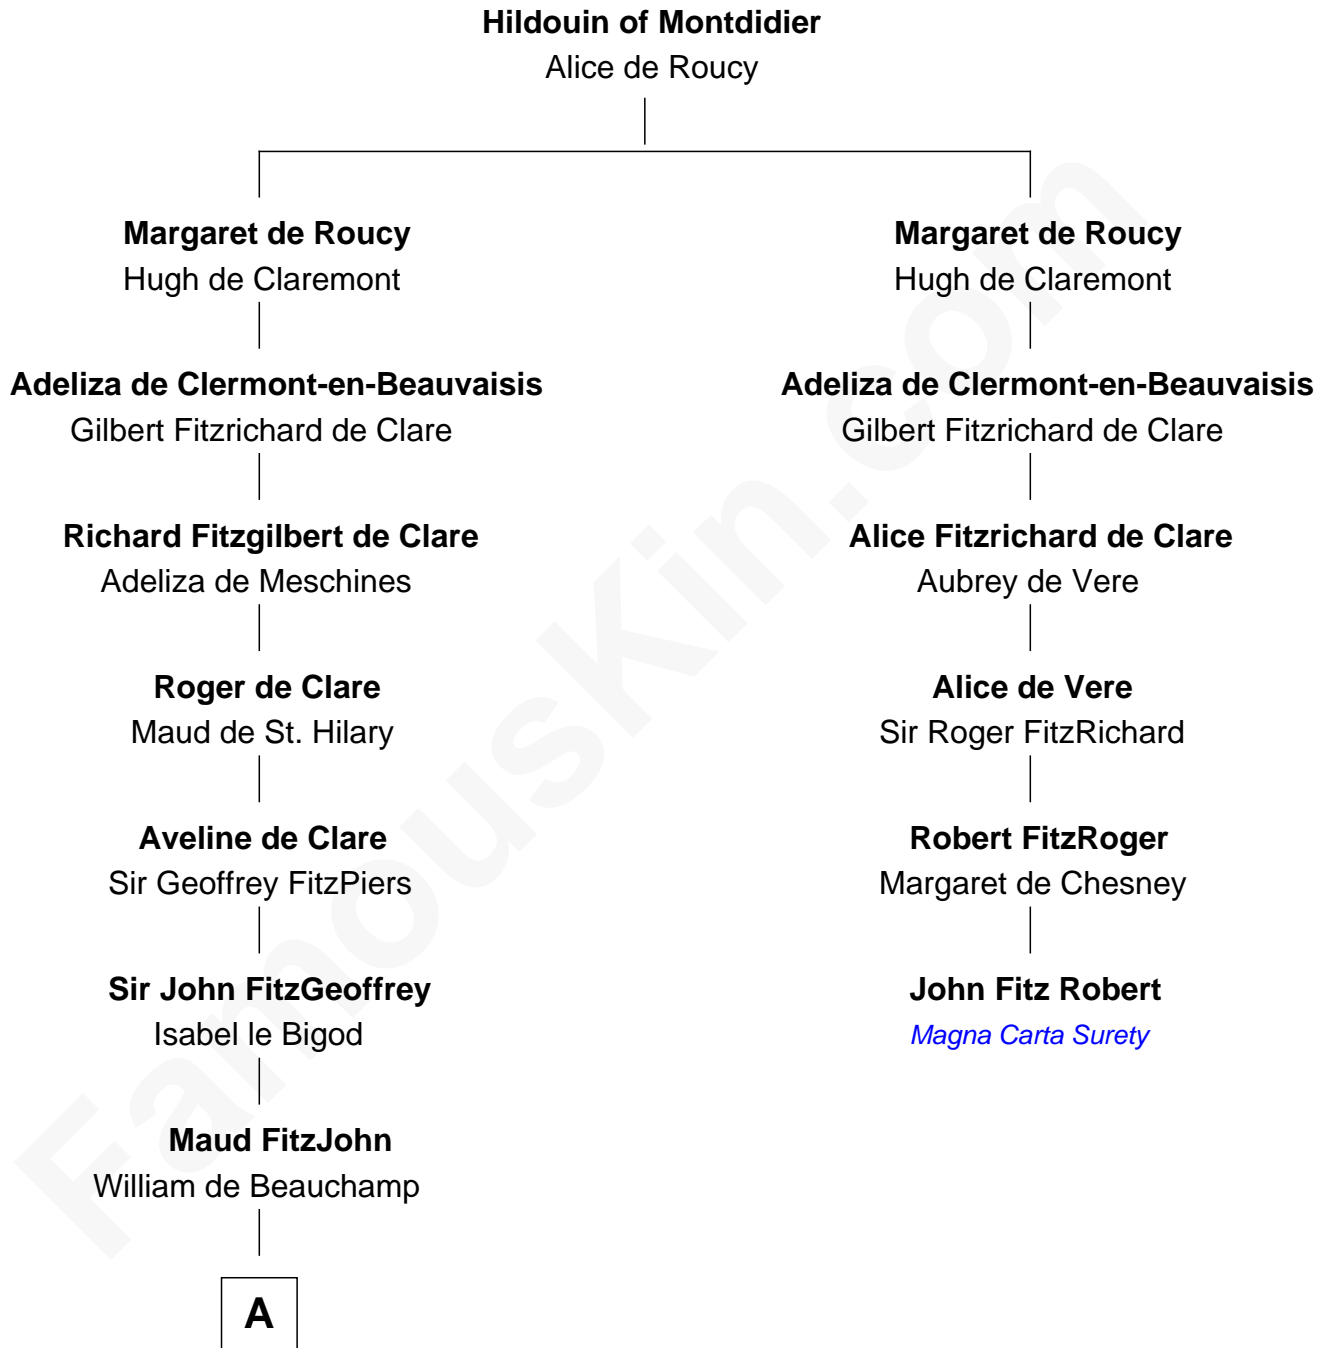 Hildouin of Montdidier
Alice de Roucy
Margaret de Roucy
Hugh de Claremont
Margaret de Roucy
Hugh de Claremont
Adeliza de Clermont-en-Beauvaisis
Gilbert Fitzrichard de Clare
Adeliza de Clermont-en-Beauvaisis
Gilbert Fitzrichard de Clare
Richard Fitzgilbert de Clare
Adeliza de Meschines
Alice Fitzrichard de Clare
Aubrey de Vere
Roger de Clare
Maud de St. Hilary
Alice de Vere
Sir Roger FitzRichard
Aveline de Clare
Sir Geoffrey FitzPiers
Robert FitzRoger
Margaret de Chesney
Sir John FitzGeoffrey
Isabel le Bigod
John Fitz Robert
Magna Carta Surety
Maud FitzJohn
William de Beauchamp
A
FamousKin.com